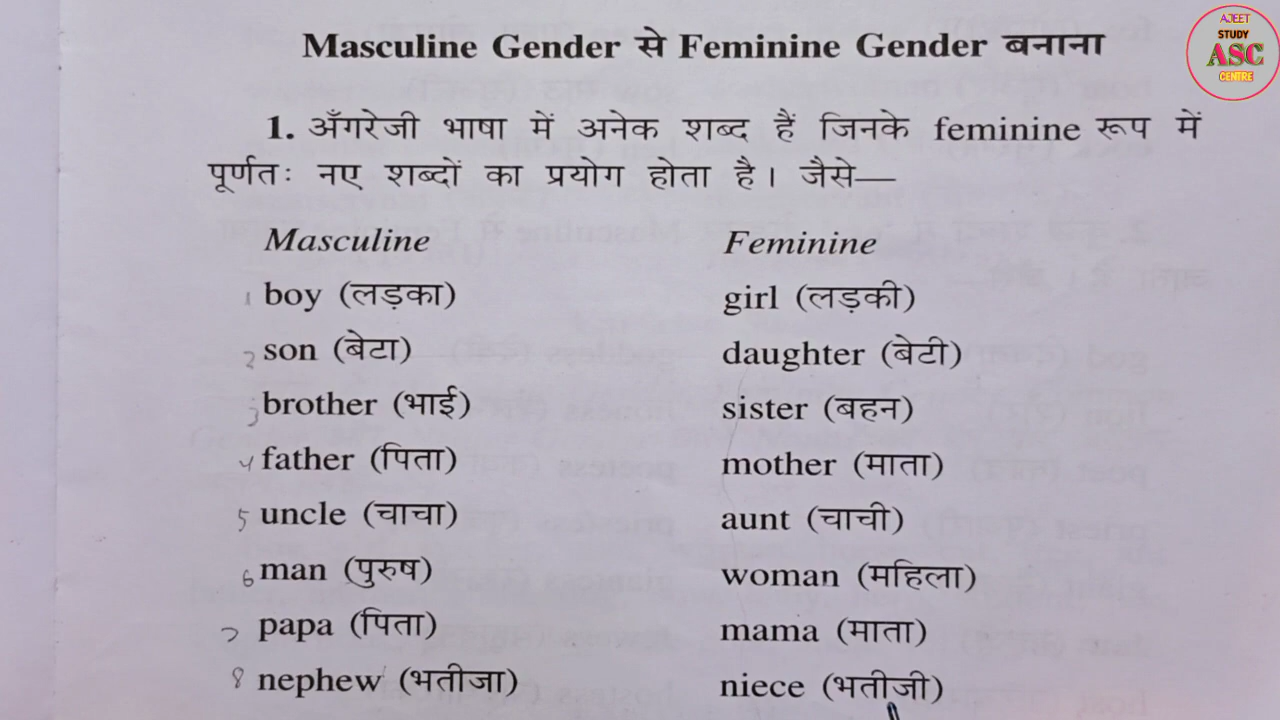 AJEET
STUDY
ASC
CENTRE
Masculine Gender से Feminine Gender बनाना
1. अँगरेजी भाषा में अनेक शब्द हैं जिनके feminine रूप में
पूर्णतः नए शब्दों का प्रयोग होता है। जैसे—
Masculine Feminine
1 boy (लड़का) girl (लड़की)
2 son (बेटा) daughter (बेटी)
3 brother (भाई) sister (बहन)
4 father (पिता) mother (माता)
5 uncle (चाचा) aunt (चाची)
6 man (पुरुष) woman (महिला)
7 papa (पिता) mama (माता)
8 nephew (भतीजा) niece (भतीजी)